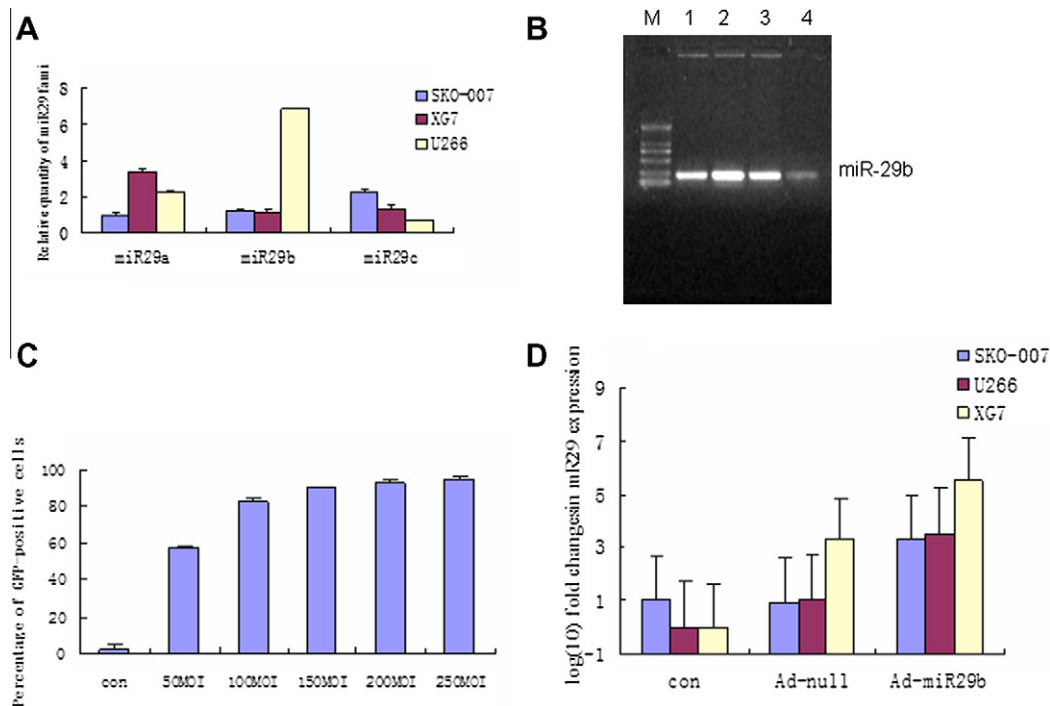 A
Relative quantity of miR29 fami
8
6
4
2
0
miR29a
miR29b
miR29c
SKO-007
XG7
U266
B
M 1 2 3 4
miR-29b
C
Percentage of GFP-positive cells
100
80
60
40
20
0
con
50MOI
100MOI
150MOI
200MOI
250MOI
D
log(10) fold changesin miR29 expression
9
7
5
3
1
-1
con
Ad-null
Ad-miR29b
SKO-007
U266
XG7